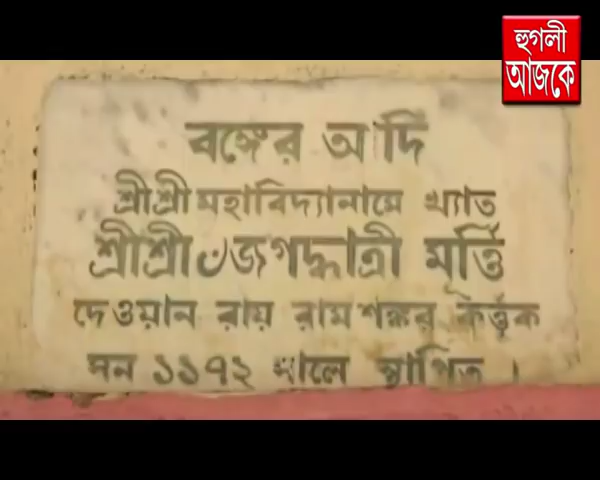 হুগলী
আজকে
বঙ্গের আদি
শ্রীশ্রীমহাবিদ্যানামে খ্যাত
শ্রীশ্রী৺জগদ্ধাত্রী মূর্ত্তি
দেওয়ান রায় রামশঙ্কর কর্ত্তৃক
সন ১১৭২ সালে স্থাপিত ।